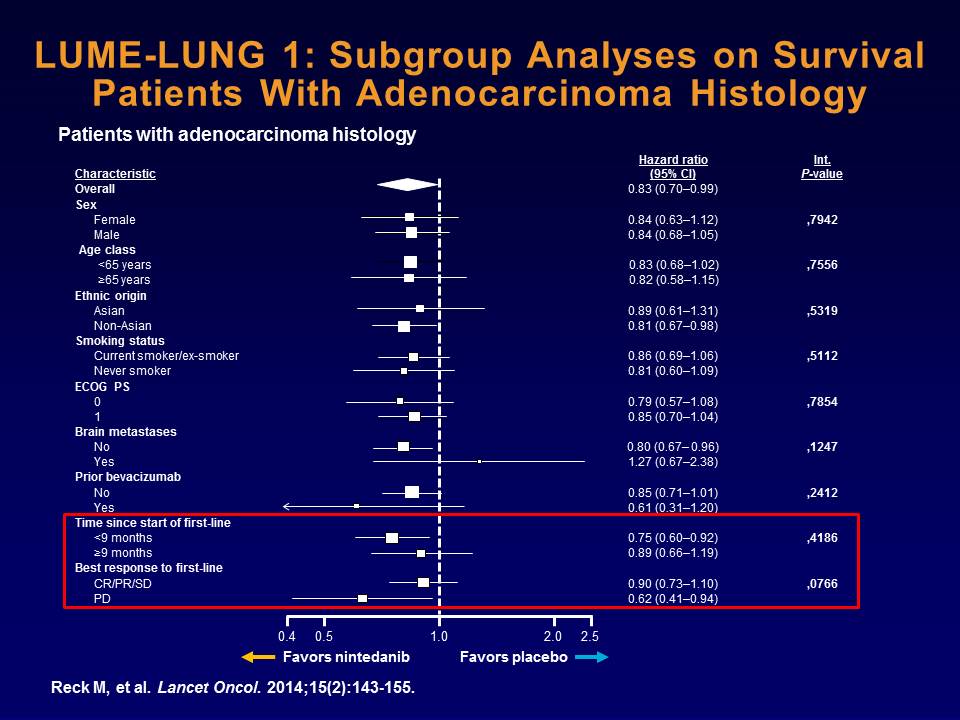 LUME-LUNG 1: Subgroup Analyses on Survival
Patients With Adenocarcinoma Histology
Patients with adenocarcinoma histology
Hazard ratio Int.
Characteristic (95% CI) P-value
Overall 0.83 (0.70–0.99)
Sex
Female 0.84 (0.63–1.12) ,7942
Male 0.84 (0.68–1.05)
Age class
<65 years 0.83 (0.68–1.02) ,7556
≥65 years 0.82 (0.58–1.15)
Ethnic origin
Asian 0.89 (0.61–1.31) ,5319
Non-Asian 0.81 (0.67–0.98)
Smoking status
Current smoker/ex-smoker 0.86 (0.69–1.06) ,5112
Never smoker 0.81 (0.60–1.09)
ECOG PS
0 0.79 (0.57–1.08) ,7854
1 0.85 (0.70–1.04)
Brain metastases
No 0.80 (0.67– 0.96) ,1247
Yes 1.27 (0.67–2.38)
Prior bevacizumab
No 0.85 (0.71–1.01) ,2412
Yes 0.61 (0.31–1.20)
Time since start of first-line
<9 months 0.75 (0.60–0.92) ,4186
≥9 months 0.89 (0.66–1.19)
Best response to first-line
CR/PR/SD 0.90 (0.73–1.10) ,0766
PD 0.62 (0.41–0.94)
0.4 0.5 1.0 2.0 2.5
Favors nintedanib Favors placebo
Reck M, et al. Lancet Oncol. 2014;15(2):143-155.